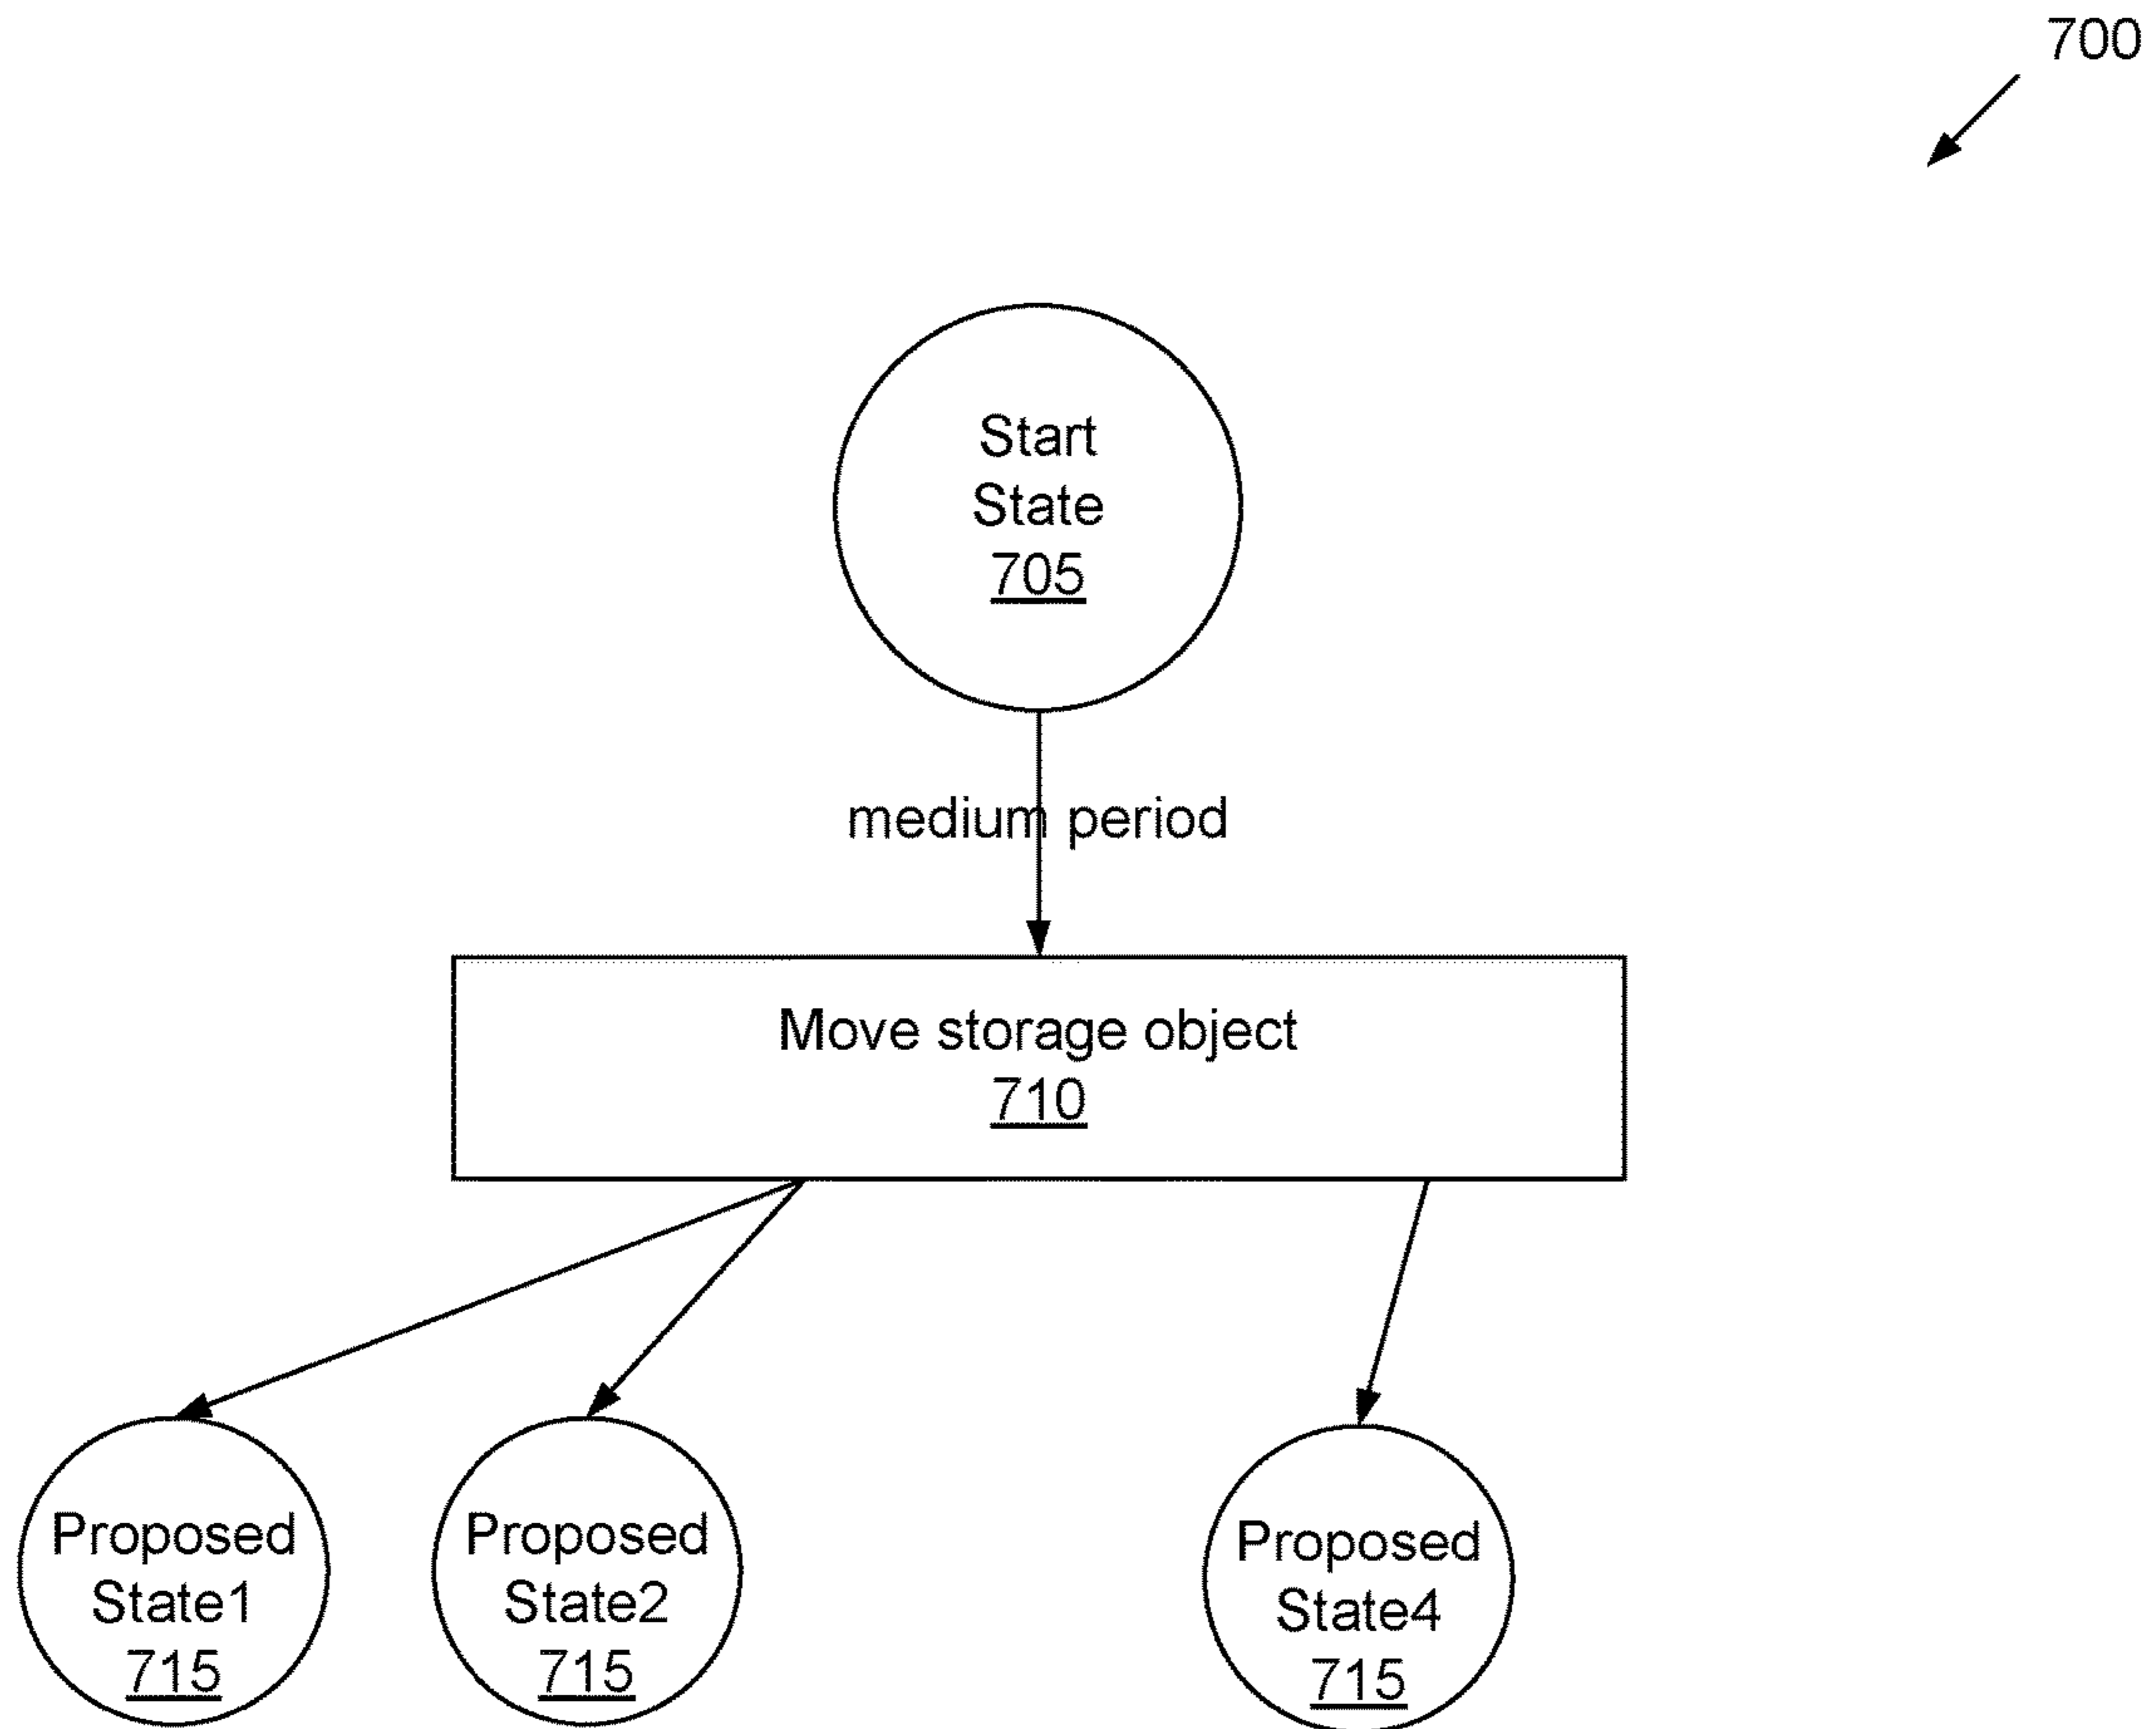 700
Start
State
705
medium period
Move storage object
710
Proposed
State1
715
Proposed
State2
715
Proposed
State4
715